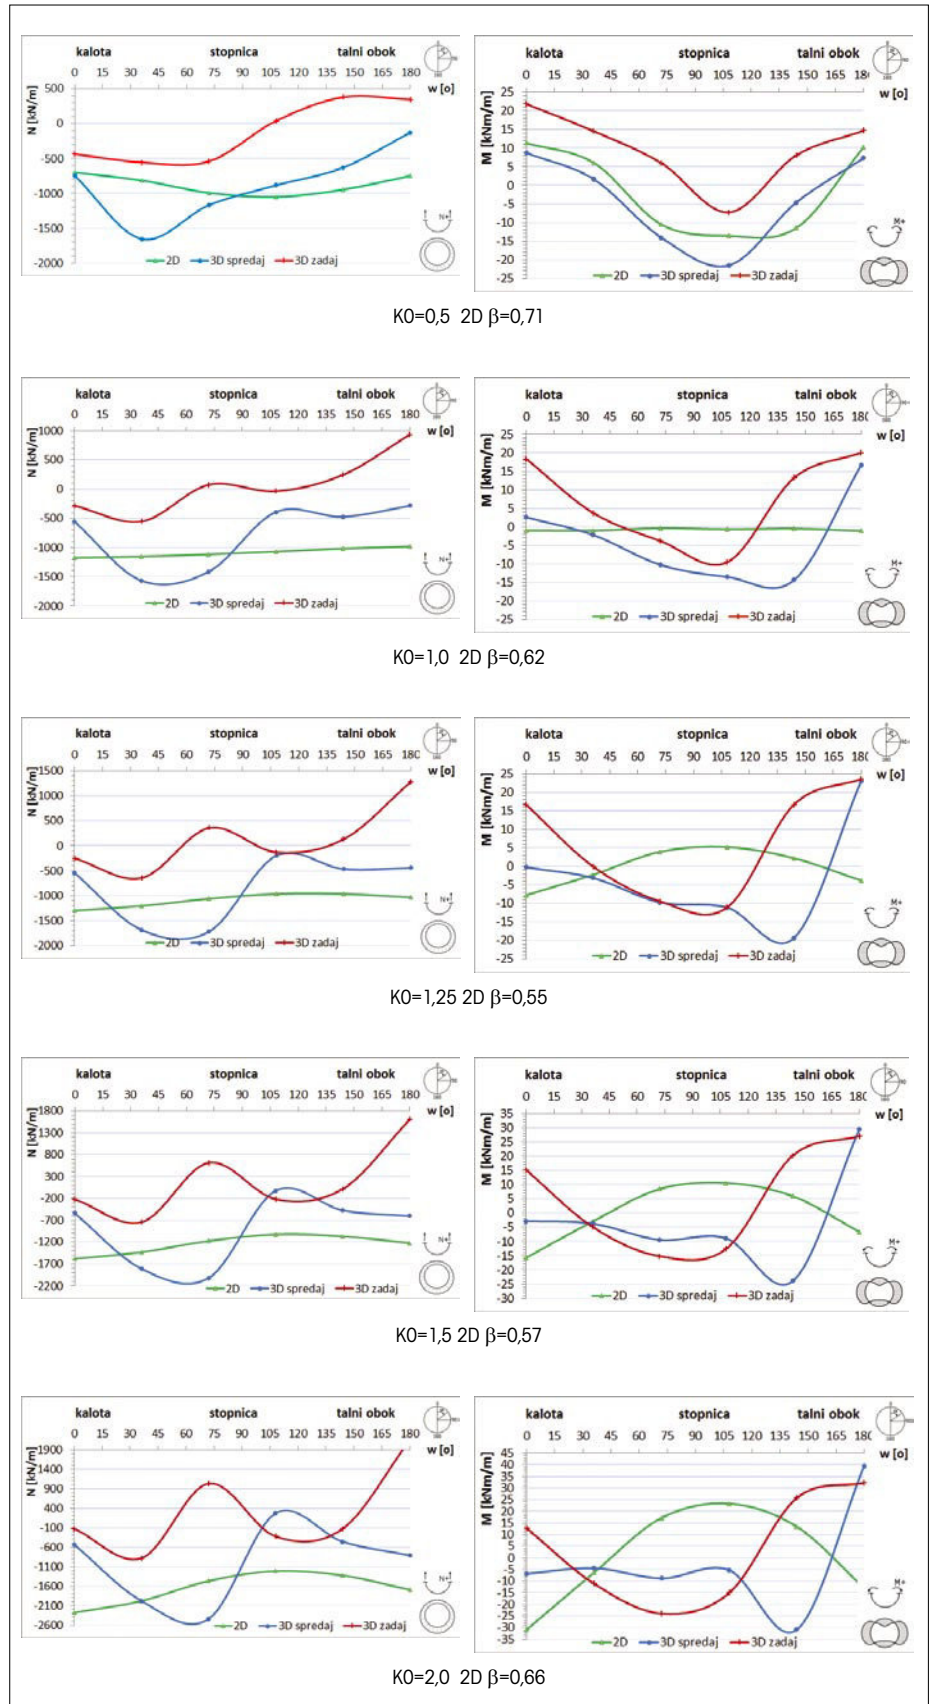 kalota stopnica talni obok
0 15 30 45 60 75 90 105 120 135 150 165 180
w [o]
N [kN/m]
500
0
-500
-1000
-1500
-2000
N+
2D 3D spredaj 3D zadaj
kalota stopnica talni obok
0 15 30 45 60 75 90 105 120 135 150 165 180
w [o]
M [kNm/m]
25
20
15
10
5
0
-5
-10
-15
-20
-25
M+
2D 3D spredaj 3D zadaj
K0=0,5 2D β=0,71
kalota stopnica talni obok
0 15 30 45 60 75 90 105 120 135 150 165 180
w [o]
N [kN/m]
1000
500
0
-500
-1000
-1500
-2000
N+
2D 3D spredaj 3D zadaj
kalota stopnica talni obok
0 15 30 45 60 75 90 105 120 135 150 165 180
w [o]
M [kNm/m]
25
20
15
10
5
0
-5
-10
-15
-20
-25
M+
2D 3D spredaj 3D zadaj
K0=1,0 2D β=0,62
kalota stopnica talni obok
0 15 30 45 60 75 90 105 120 135 150 165 180
w [o]
N [kN/m]
1500
1000
500
0
-500
-1000
-1500
-2000
N+
2D 3D spredaj 3D zadaj
kalota stopnica talni obok
0 15 30 45 60 75 90 105 120 135 150 165 180
w [o]
M [kNm/m]
25
20
15
10
5
0
-5
-10
-15
-20
-25
M+
2D 3D spredaj 3D zadaj
K0=1,25 2D β=0,55
kalota stopnica talni obok
0 15 30 45 60 75 90 105 120 135 150 165 180
w [o]
N [kN/m]
1800
1300
800
300
-200
-700
-1200
-1700
-2200
N+
2D 3D spredaj 3D zadaj
kalota stopnica talni obok
90 15 30 45 60 75 90 105 120 135 150 165 180
w [o]
M [kNm/m]
35
30
25
20
15
10
5
0
-5
-10
-15
-20
-25
-30
M+
2D 3D spredaj 3D zadaj
K0=1,5 2D β=0,57
kalota stopnica talni obok
0 15 30 45 60 75 90 105 120 135 150 165 180
w [o]
N [kN/m]
1900
1400
900
400
-100
-600
-1100
-1600
-2100
-2600
N+
2D 3D spredaj 3D zadaj
kalota stopnica talni obok
0 15 30 45 60 75 90 105 120 135 150 165 180
w [o]
M [kNm/m]
45
40
35
30
25
20
15
10
5
0
-5
-10
-15
-20
-25
-30
-35
M+
2D 3D spredaj 3D zadaj
K0=2,0 2D β=0,66